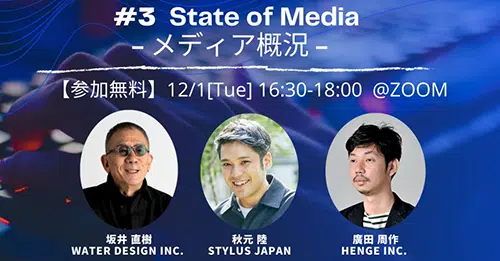 #3 State of Media
– メディア概況 –
【参加無料】12/1[Tue] 16:30-18:00 @ZOOM
坂井 直樹
WATER DESIGN INC.
秋元 陸
STYLUS JAPAN
廣田 周作
HENGE INC.